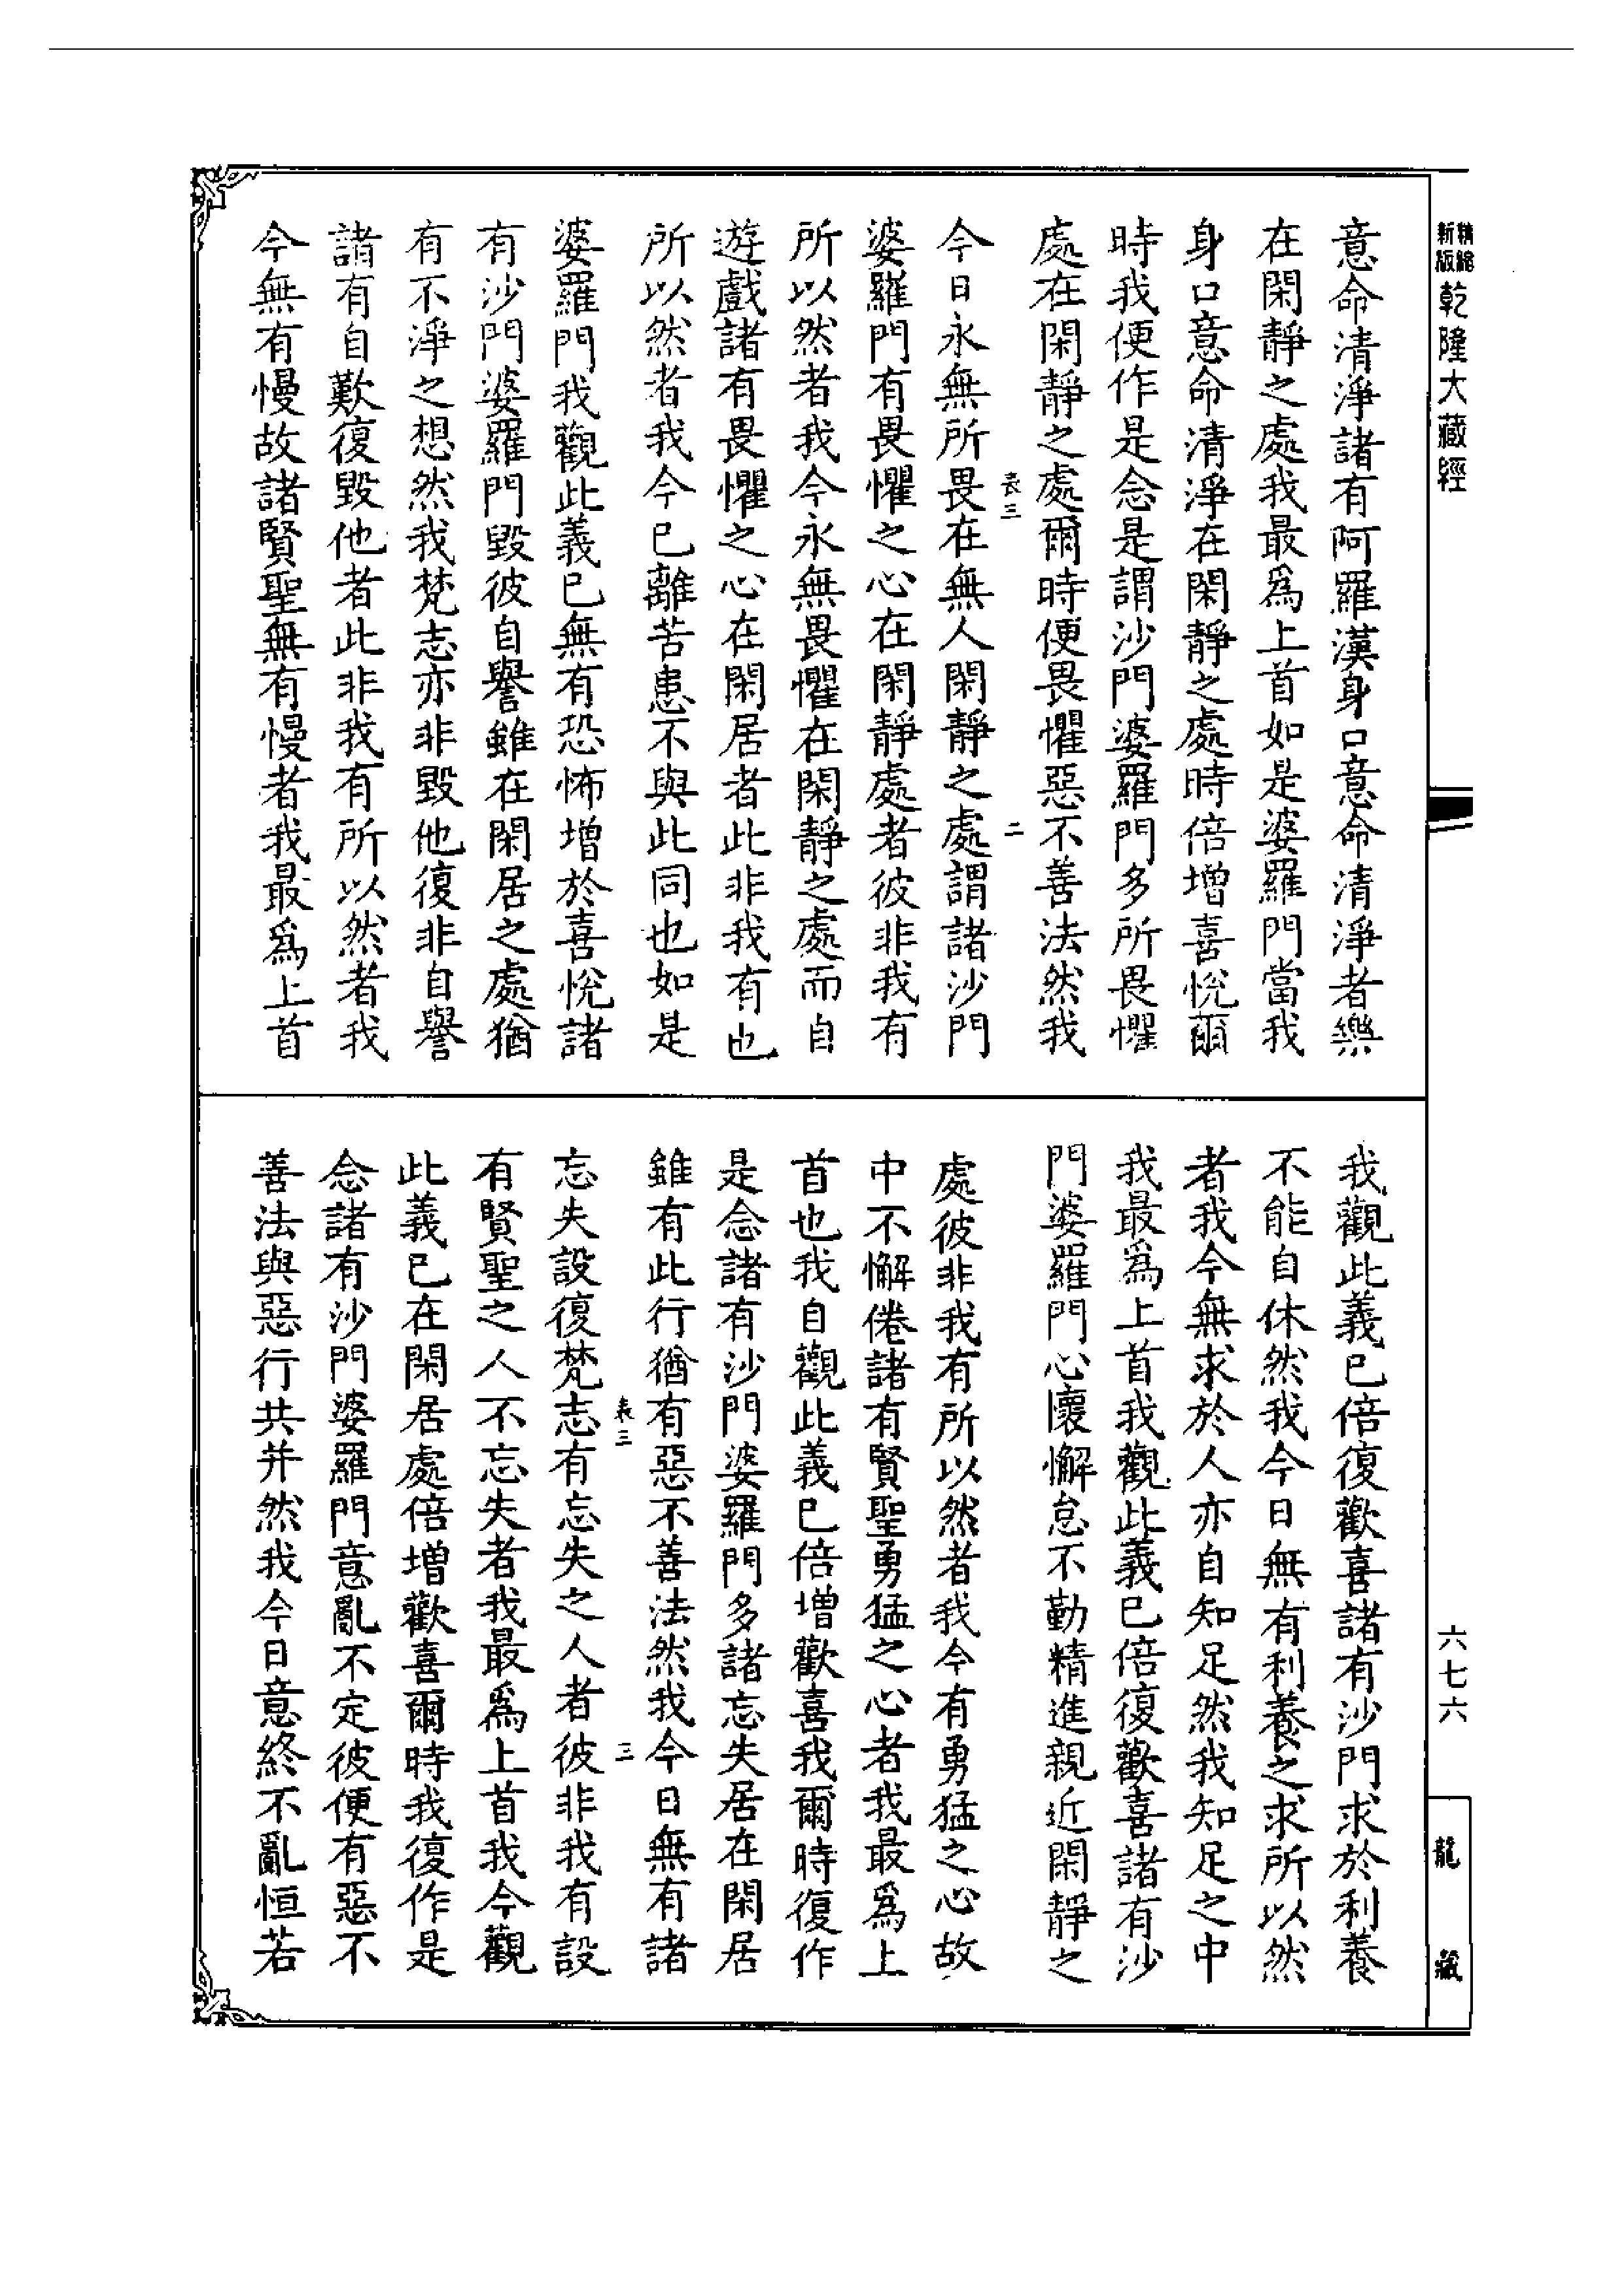 精縮
新版
乾隆大藏經
意命清淨諸有阿羅漢身口意命清淨者樂
在閑靜之處我最爲上首如是婆羅門當我
身口意命清淨在閑靜之處時倍增喜悅爾
時我便作是念是謂沙門婆羅門多所畏懼
處在閑靜之處爾時便畏懼惡不善法然我
表三 二
今日永無所畏在無人閑靜之處謂諸沙門
婆羅門有畏懼之心在閑靜處者彼非我有
所以然者我今永無畏懼在閑靜之處而自
遊戲諸有畏懼之心在閑居者此非我有也
所以然者我今已離苦患不與此同也如是
婆羅門我觀此義已無有恐怖增於喜悅諸
有沙門婆羅門毀彼自譽雖在閑居之處猶
有不淨之想然我梵志亦非毀他復非自譽
諸有自歎復毀他者此非我有所以然者我
今無有慢故諸賢聖無有慢者我最爲上首
我觀此義已倍復歡喜諸有沙門求於利養
不能自休然我今日無有利養之求所以然
者我今無求於人亦自知足然我知足之中
我最爲上首我觀此義已倍復歡喜諸有沙
門婆羅門心懷懈怠不勤精進親近閑靜之
處彼非我有所以然者我今有勇猛之心故
中不懈倦諸有賢聖勇猛之心者我最爲上
首也我自觀此義已倍增歡喜我爾時復作
是念諸有沙門婆羅門多諸忘失居在閑居
雖有此行猶有惡不善法然我今日無有諸
表三 三
忘失設復梵志有忘失之人者彼非我有設
有賢聖之人不忘失者我最爲上首我今觀
此義已在閑居處倍增歡喜爾時我復作是
念諸有沙門婆羅門意亂不定彼便有惡不
善法與惡行共并然我今日意終不亂恒若
六七六
龍藏